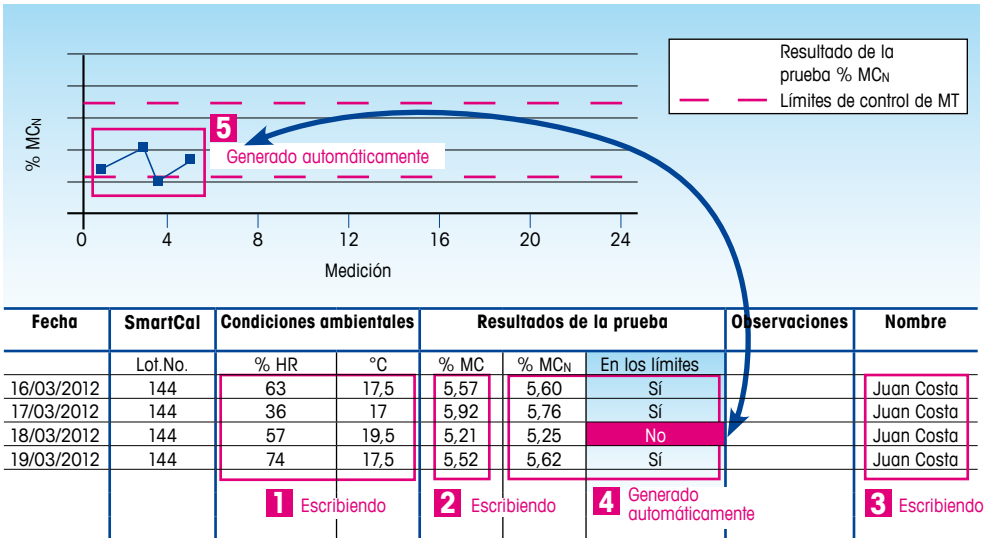 Resultado de la
prueba % MCN
Límites de control de MT
% MCN
5
Generado automáticamente
0 4 8 12 16 20 24
Medición
Fecha SmartCal Condiciones ambientales Resultados de la prueba Observaciones Nombre
Lot.No. % HR °C % MC % MCN En los límites
16/03/2012 144 63 17,5 5,57 5,60 Sí Juan Costa
17/03/2012 144 36 17 5,92 5,76 Sí Juan Costa
18/03/2012 144 57 19,5 5,21 5,25 No Juan Costa
19/03/2012 144 74 17,5 5,52 5,62 Sí Juan Costa
1 Escribiendo 2 Escribiendo 4 Generado automáticamente 3 Escribiendo